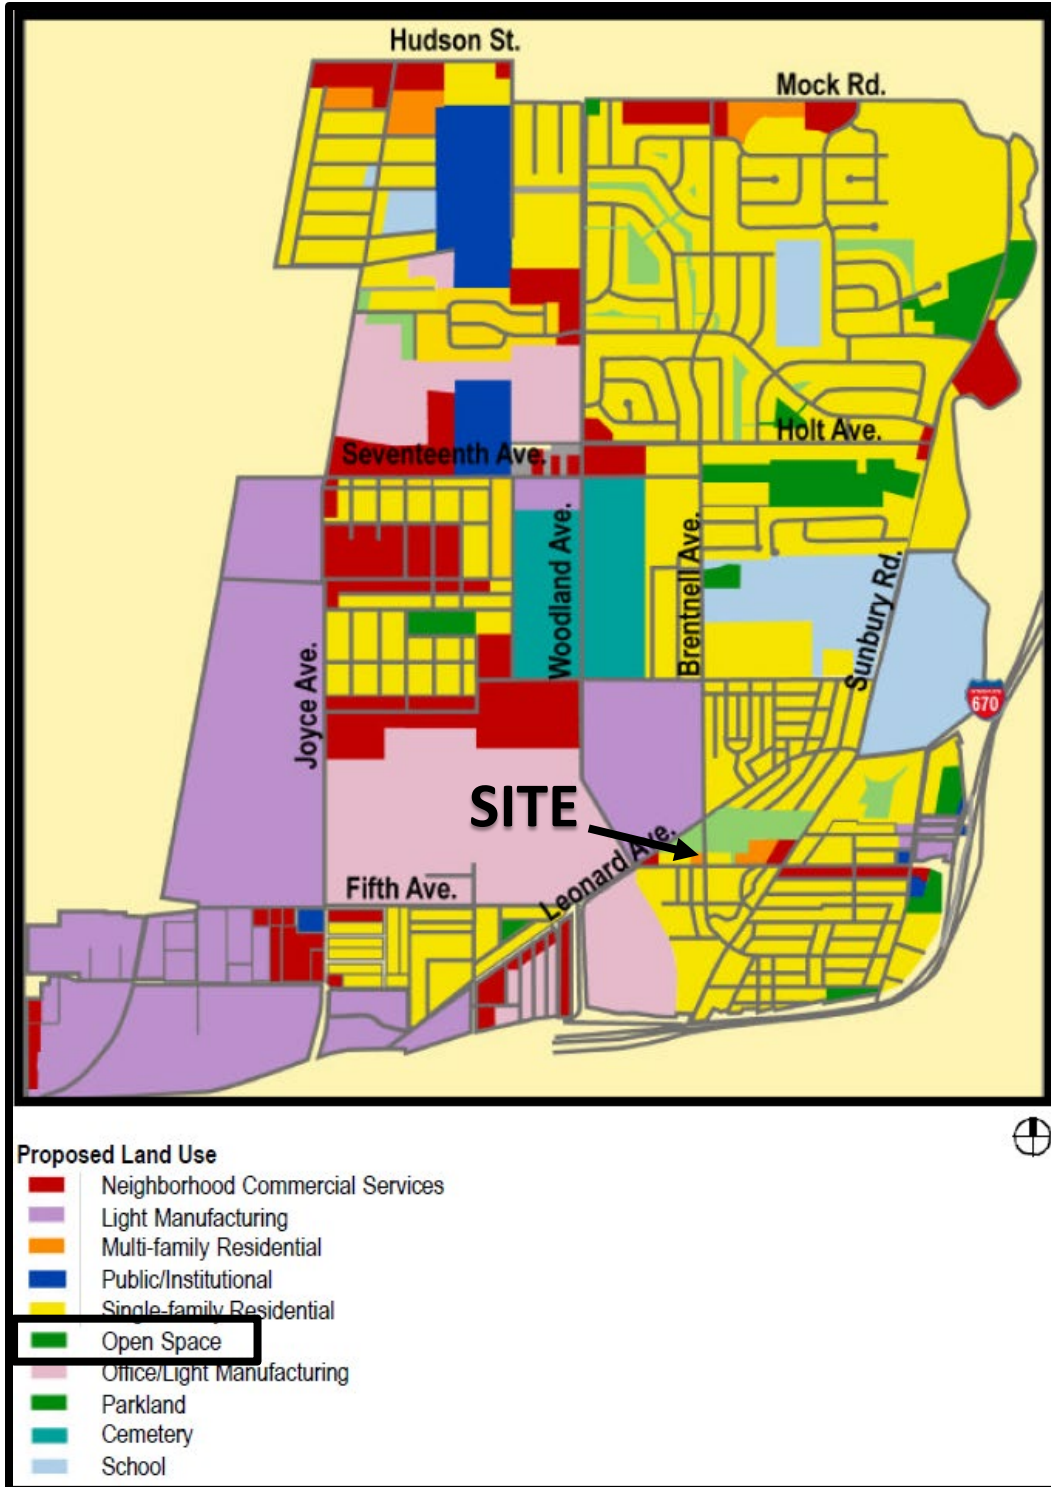 Hudson St.
Mock Rd.
Holt Ave.
Seventeenth Ave.
Woodland Ave.
Brentnell Ave.
Sunbury Rd.
Joyce Ave.
670
SITE
Leonard Ave.
Fifth Ave.
Proposed Land Use
Neighborhood Commercial Services
Light Manufacturing
Multi-family Residential
Public/Institutional
Single-family Residential
Open Space
Office/Light Manufacturing
Parkland
Cemetery
School